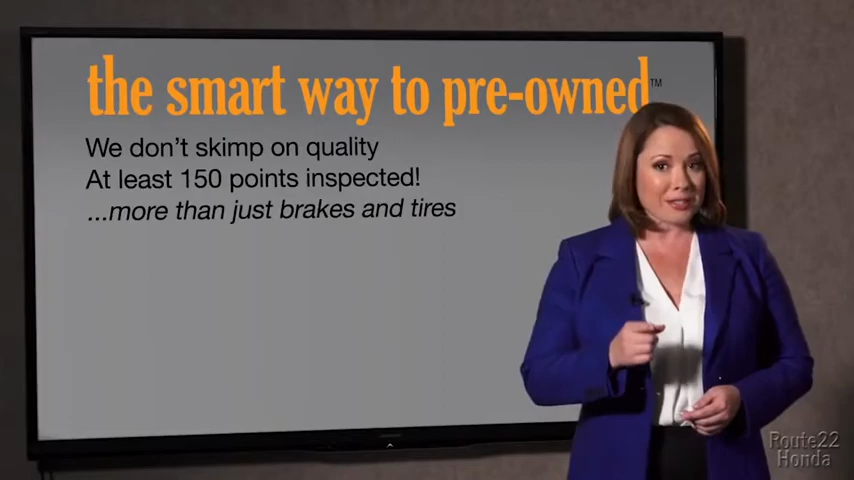 the smart way to pre-owned™
We don't skimp on quality
At least 150 points inspected!
...more than just brakes and tires
Route22
Honda